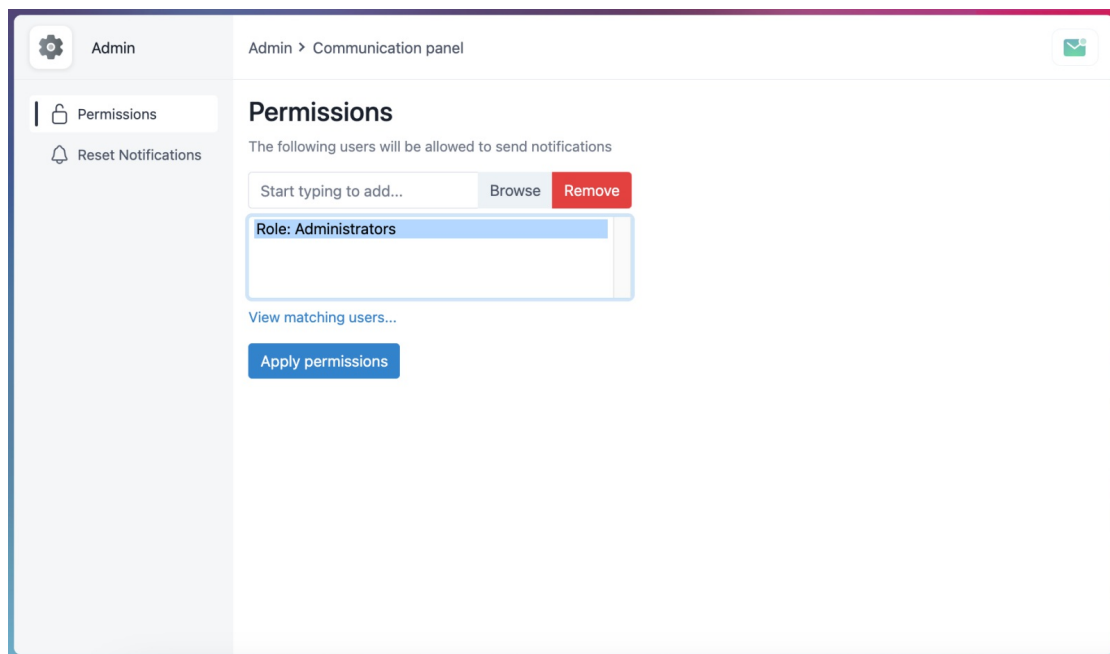 Admin
Admin > Communication panel
Permissions
Reset Notifications
Permissions
The following users will be allowed to send notifications
Start typing to add... Browse Remove
Role: Administrators
View matching users...
Apply permissions